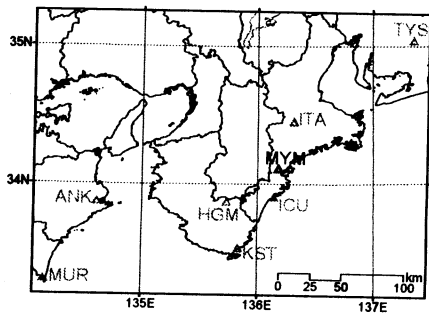 35N
TYS
ITA
MYM
34N
ANK
HGM
ICU
KST
MUR
km
0 25 50 100
135E 136E 137E